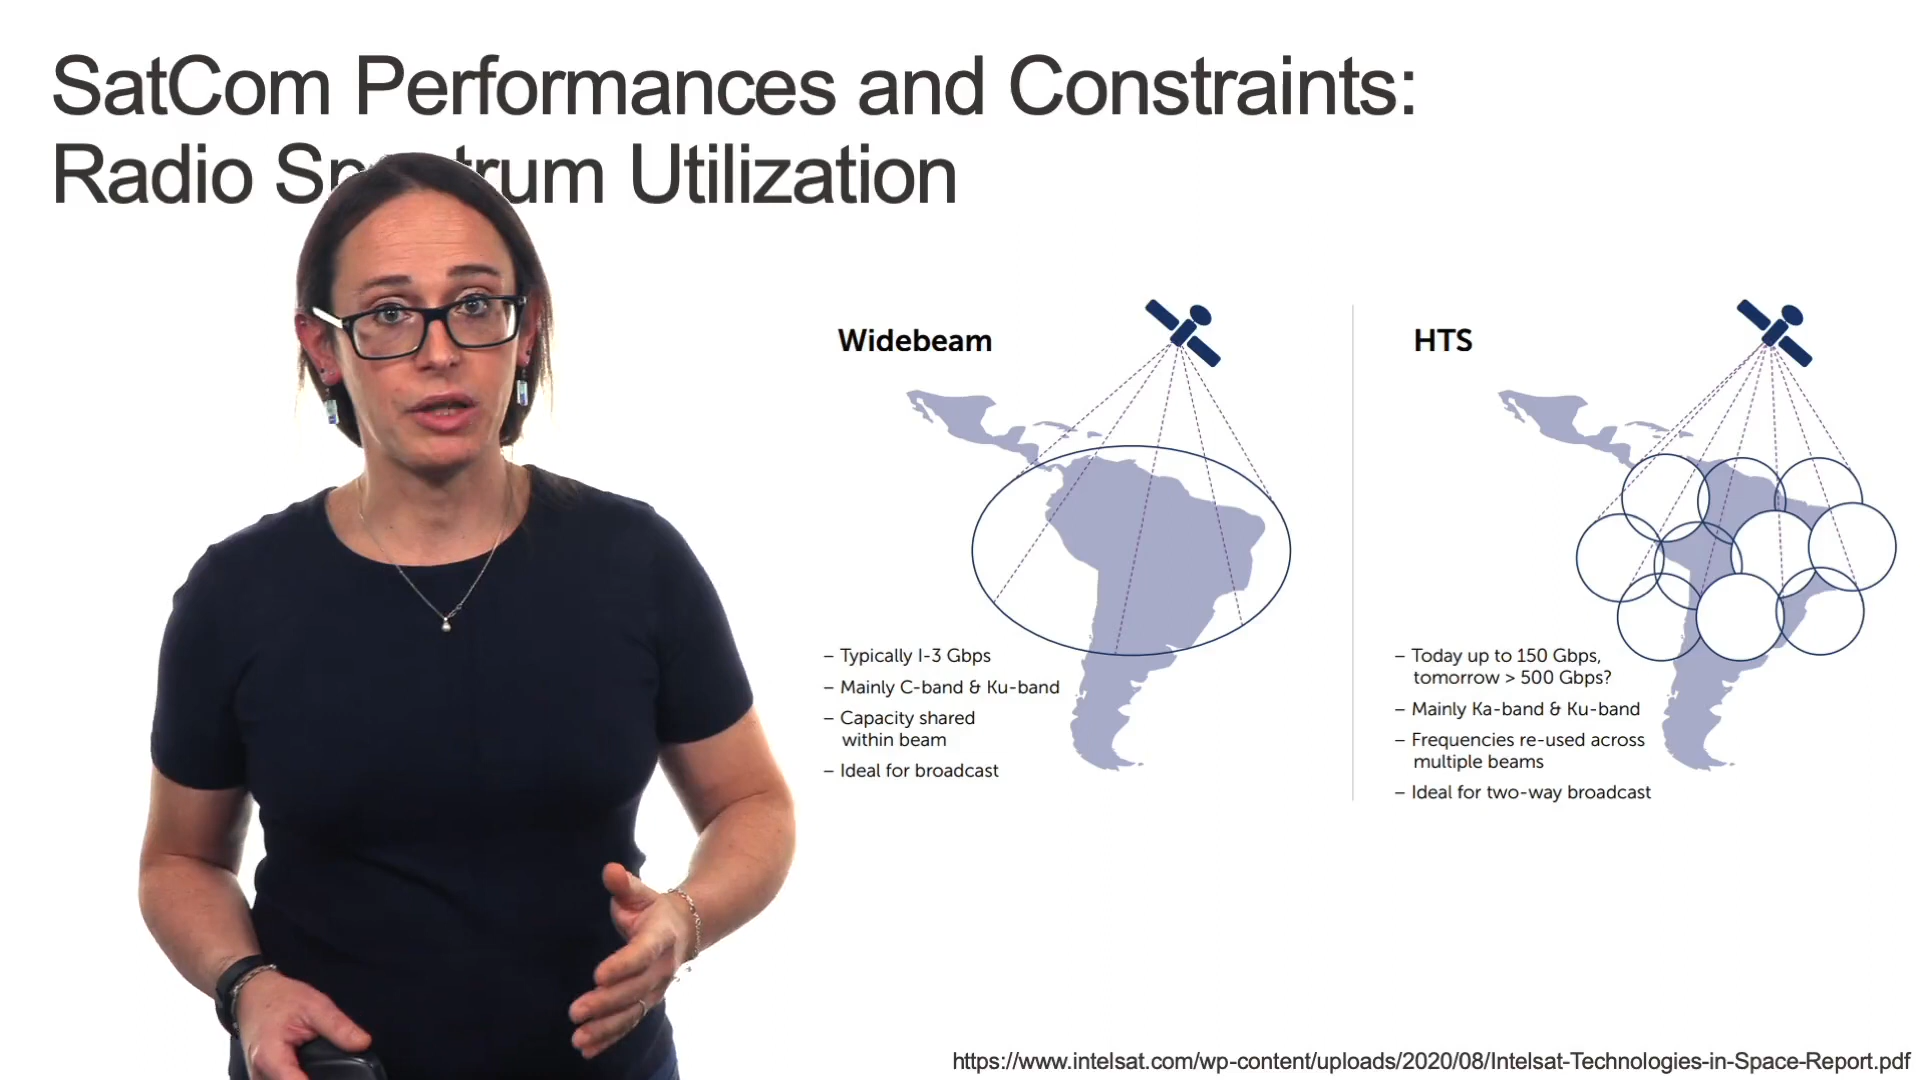 SatCom Performances and Constraints:
Radio Utilization
Widebeam
– Typically I-3 Gbps
– Mainly C-band & Ku-band
– Capacity shared
within beam
– Ideal for broadcast
HTS
– Today up to 150 Gbps,
tomorrow > 500 Gbps?
– Mainly Ka-band & Ku-band
– Frequencies re-used across
multiple beams
– Ideal for two-way broadcast
https://www.intelsat.com/wp-content/uploads/2020/08/Intelsat-Technologies-in-Space-Report.pdf